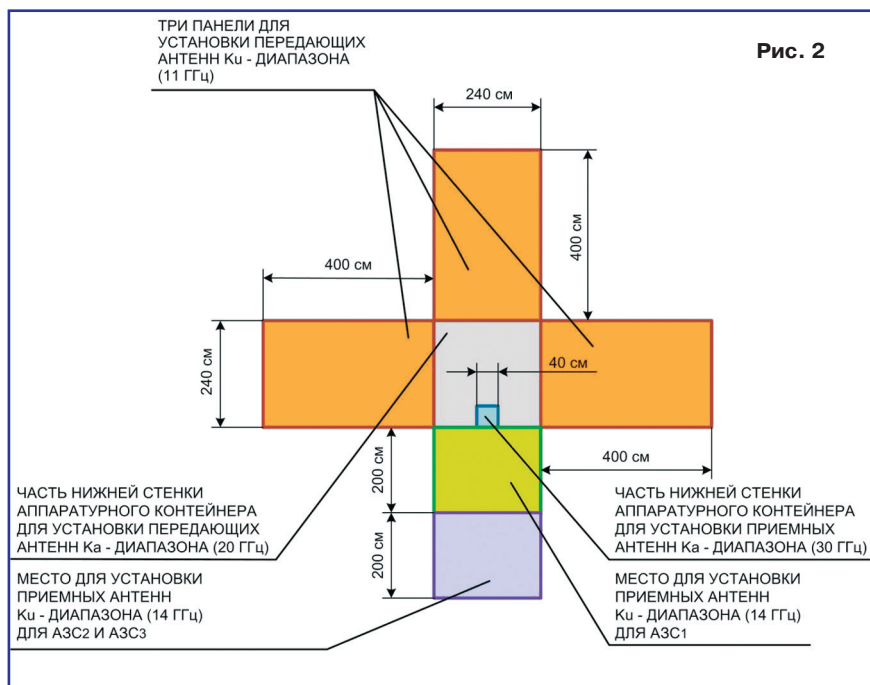 ТРИ ПАНЕЛИ ДЛЯ
УСТАНОВКИ ПЕРЕДАЮЩИХ
АНТЕНН Ku - ДИАПАЗОНА
(11 ГГц)
Рис. 2
240 см
400 см
400 см
240 см
40 см
200 см
400 см
200 см
ЧАСТЬ НИЖНЕЙ СТЕНКИ
АППАРАТУРНОГО КОНТЕЙНЕРА
ДЛЯ УСТАНОВКИ ПЕРЕДАЮЩИХ
АНТЕНН Ka - ДИАПАЗОНА (20 ГГц)
ЧАСТЬ НИЖНЕЙ СТЕНКИ
АППАРАТУРНОГО КОНТЕЙНЕРА
ДЛЯ УСТАНОВКИ ПРИЕМНЫХ
АНТЕНН Ka - ДИАПАЗОНА (30 ГГц)
МЕСТО ДЛЯ УСТАНОВКИ
ПРИЕМНЫХ АНТЕНН
Ku - ДИАПАЗОНА (14 ГГц)
ДЛЯ АЗС2 И АЗС3
МЕСТО ДЛЯ УСТАНОВКИ
ПРИЕМНЫХ АНТЕНН
Ku - ДИАПАЗОНА (14 ГГц)
ДЛЯ АЗС1